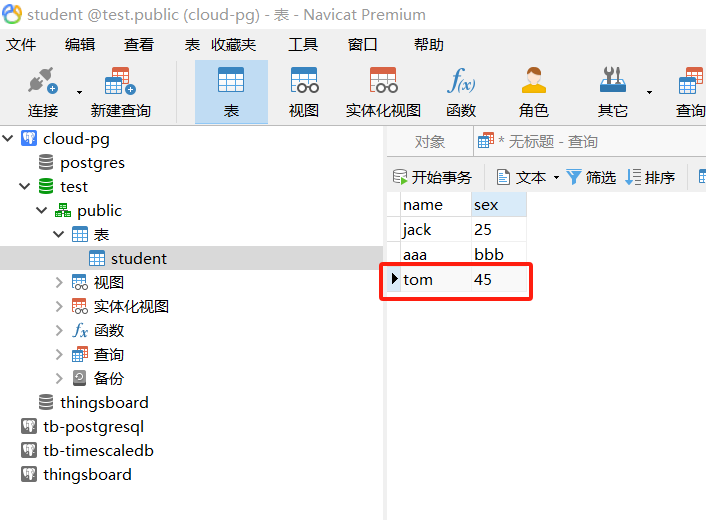 student @test.public (cloud-pg) - 表 - Navicat Premium
文件 编辑 查看 表 收藏夹 工具 窗口 帮助
连接 新建查询 表 视图 实体化视图 函数 角色 其它 查询
f(x)
cloud-pg
postgres
test
public
表
student
视图
实体化视图
fx 函数
查询
备份
thingsboard
tb-postgresql
tb-timescaledb
thingsboard
对象 * 无标题 - 查询
开始事务 文本 筛选 排序
name sex
jack 25
aaa bbb
tom 45